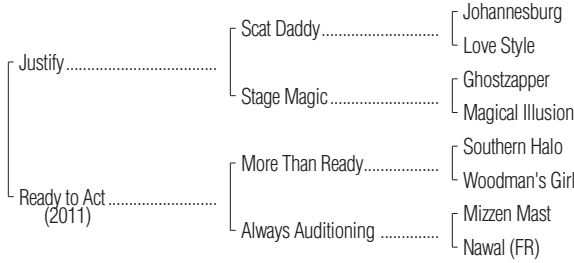 Johannesburg
Scat Daddy
Love Style
Justify
Ghostzapper
Stage Magic
Magical Illusion
Southern Halo
More Than Ready
Woodman's Girl
Ready to Act
(2011)
Mizzen Mast
Always Auditioning
Nawal (FR)